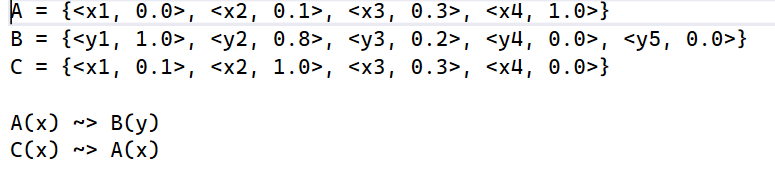 A = {<x1, 0.0>, <x2, 0.1>, <x3, 0.3>, <x4, 1.0>}
B = {<y1, 1.0>, <y2, 0.8>, <y3, 0.2>, <y4, 0.0>, <y5, 0.0>}
C = {<x1, 0.1>, <x2, 1.0>, <x3, 0.3>, <x4, 0.0>}
A(x) ~> B(y)
C(x) ~> A(x)